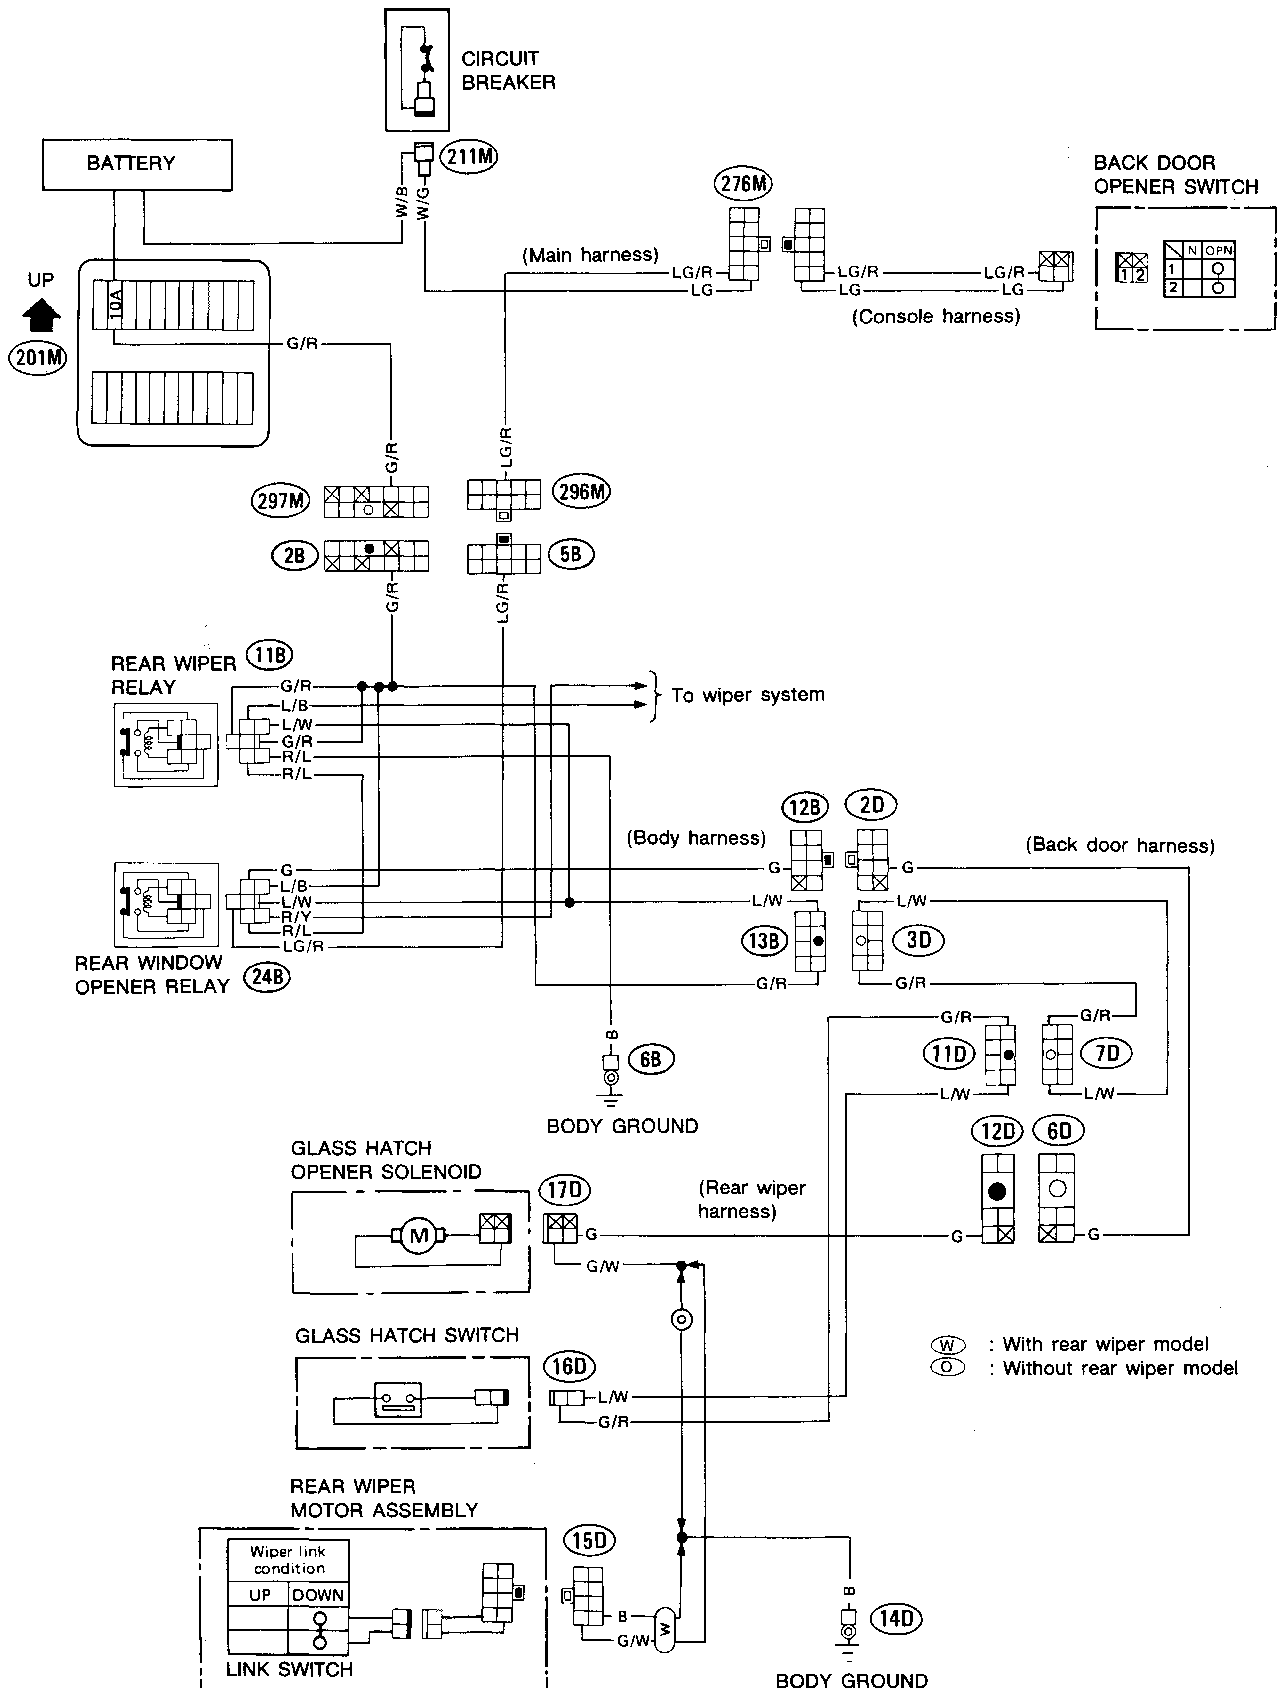 CIRCUIT
BREAKER
BATTERY
211M
W/B
W/G
276M
BACK DOOR
OPENER SWITCH
N OPN
1
2
1 2
(Main harness)
LG/R
LG
LG/R
LG
LG/R
LG
(Console harness)
UP
10A
201M
G/R
G/R
LG/R
297M
296M
2B
5B
G/R
LG/R
REAR WIPER
RELAY
11B
G/R
L/B
L/W
G/R
R/L
R/L
To wiper system
12B
2D
(Body harness)
(Back door harness)
G
G
G
L/B
L/W
R/Y
R/L
LG/R
L/W
L/W
13B
3D
REAR WINDOW
OPENER RELAY
24B
G/R
G/R
G/R
G/R
11D
7D
L/W
L/W
B
6B
BODY GROUND
12D
6D
GLASS HATCH
OPENER SOLENOID
17D
(Rear wiper
harness)
M
G
G
G
G/W
GLASS HATCH SWITCH
W : With rear wiper model
O : Without rear wiper model
16D
L/W
G/R
REAR WIPER
MOTOR ASSEMBLY
15D
Wiper link
condition
UP DOWN
B
G/W
W
B
14D
LINK SWITCH
BODY GROUND